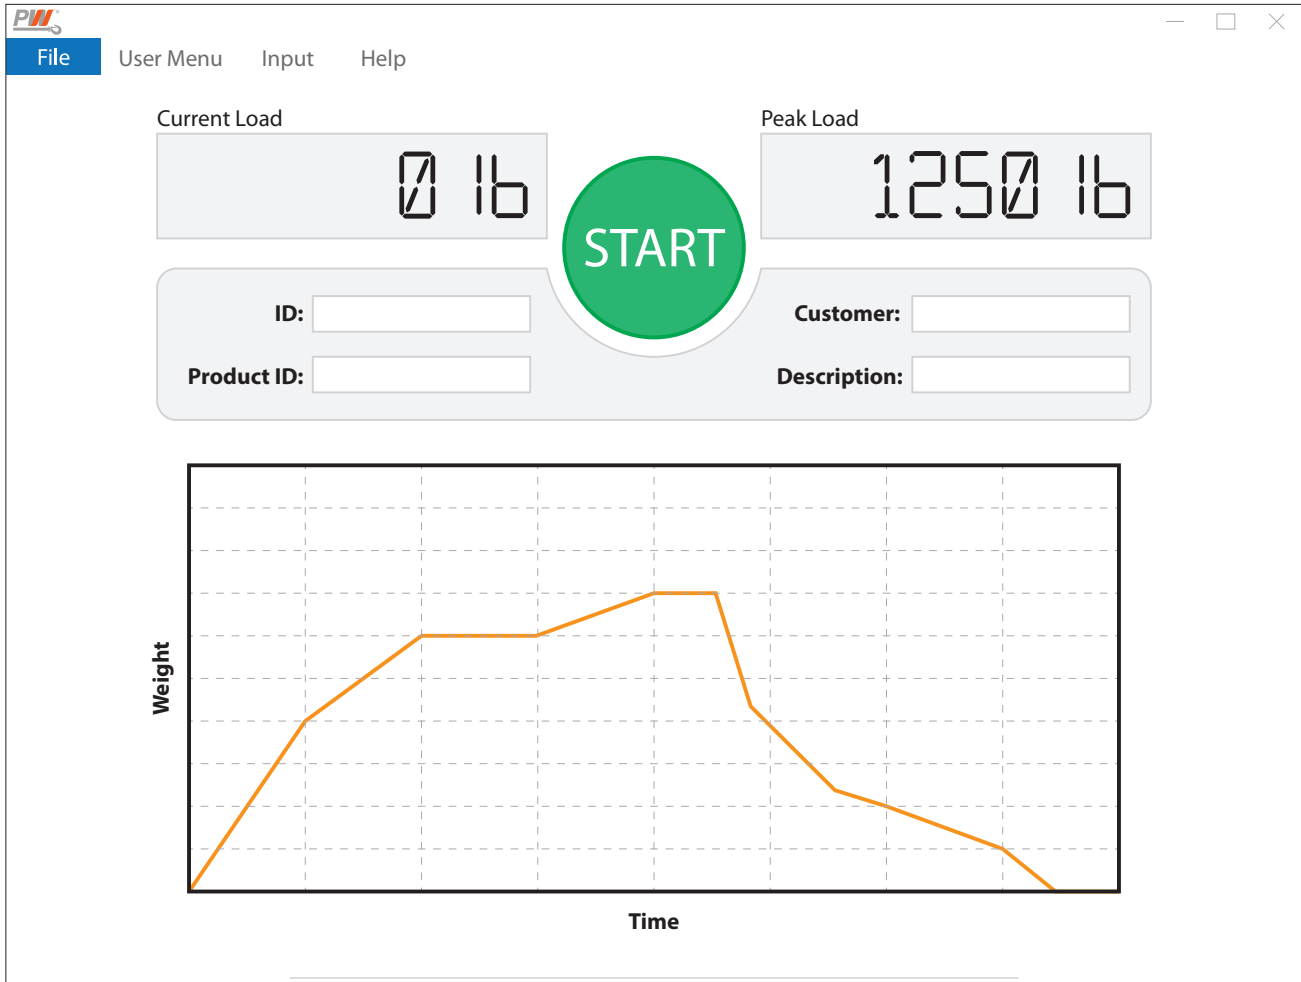 PW
File User Menu Input Help
Current Load Peak Load
0 lb START 1250 lb
ID: Customer:
Product ID: Description:
Weight
Time